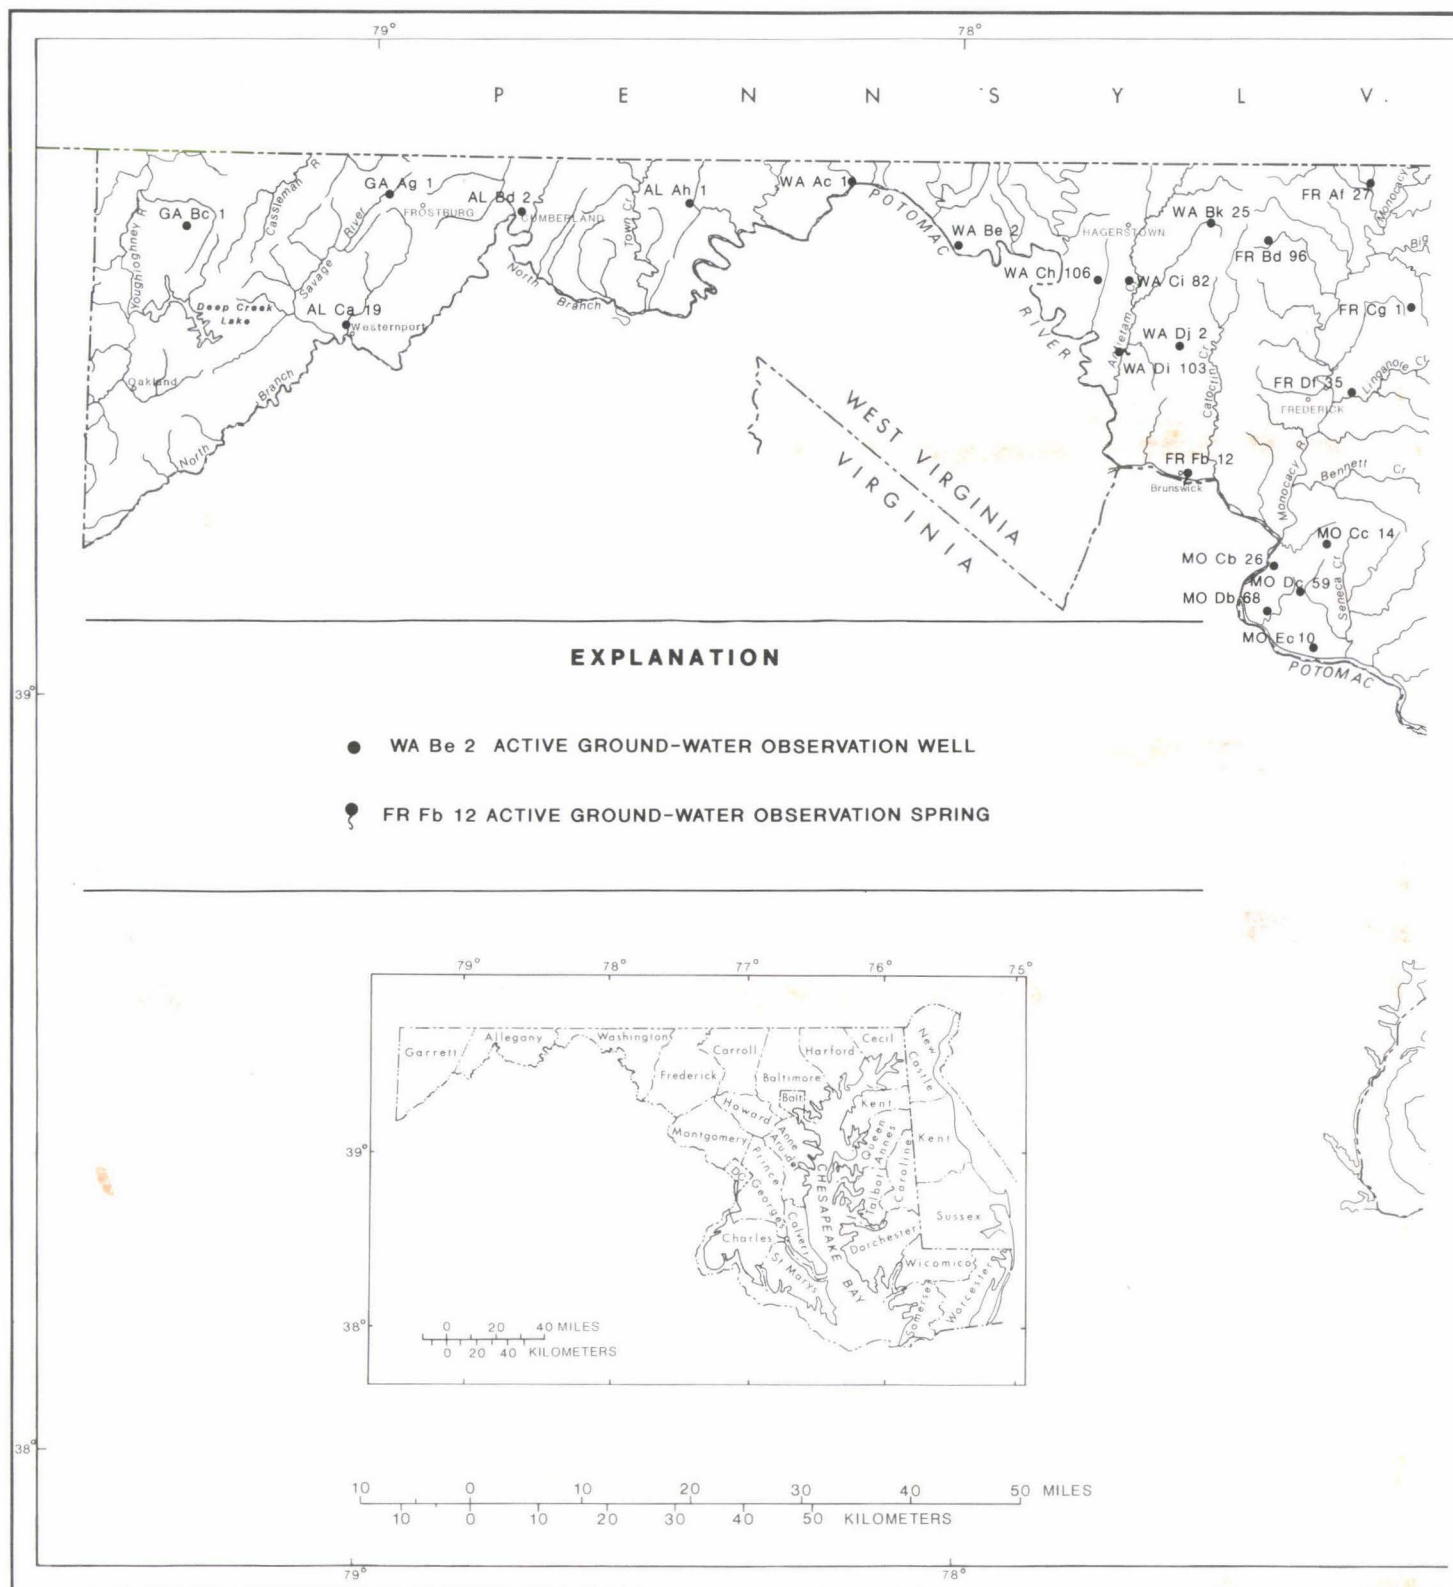 79° 78°
P E N N S Y L V
GA Ag 1
AL Bd 2
AL Ah 1
WA Ac 1
FR Af 27
GA Bc 1
Youghioghney R
Cassleman R
Savage River
FROSTBURG
CUMBERLAND
Town Cr
POTOMAC
WA Be 2
HAGERSTOWN
WA Bk 25
Monocacy
FR Bd 96
Big
Deep Creek
Lake
AL Ca 19
Westernport
North Branch
WA Ch 106
WA Ci 82
FR Cg 1
RIVER
Antietam Cr
WA Dj 2
WA Di 103
Catoctin Cr
Oakland
North Branch
FR Df 35
FREDERICK
Linganore Cr
WEST VIRGINIA
VIRGINIA
FR Fb 12
Brunswick
Monocacy R
Bennett Cr
MO Cc 14
MO Cb 26
MO Dc 59
MO Db 68
Seneca Cr
MO Ec 10
POTOMAC
39°
EXPLANATION
WA Be 2 ACTIVE GROUND-WATER OBSERVATION WELL
FR Fb 12 ACTIVE GROUND-WATER OBSERVATION SPRING
79° 78° 77° 76° 75°
Garrett
Allegany
Washington
Frederick
Carroll
Baltimore
Harford
Cecil
New Castle
Balt
Howard
Kent
Montgomery
Anne Arundel
Queen Annes
Kent
39°
DC
Prince Georges
CHESAPEAKE BAY
Talbot
Caroline
Sussex
Charles
Calvert
St Marys
Dorchester
Wicomico
Somerset
Worcester
38°
0 20 40 MILES
0 20 40 KILOMETERS
38°
10 0 10 20 30 40 50 MILES
10 0 10 20 30 40 50 KILOMETERS
79° 78°